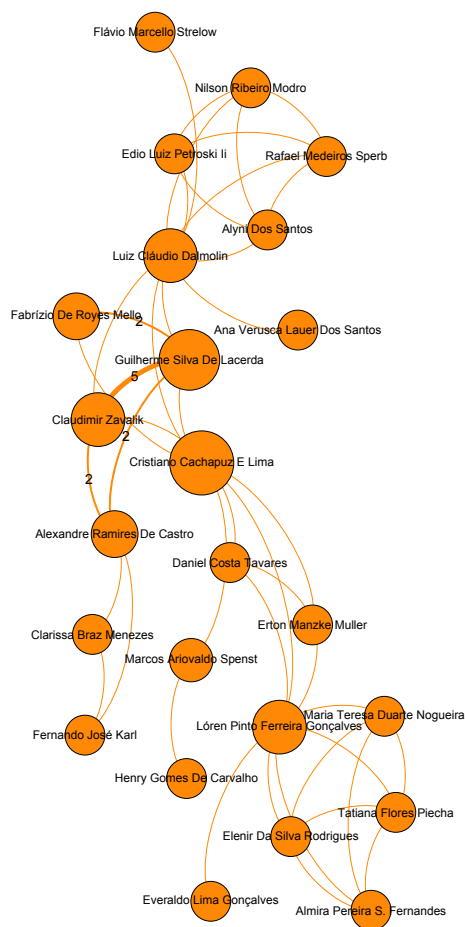 Flávio Marcello Strelow
Nilson Ribeiro Modro
Edio Luiz Petroski Ii
Rafael Medeiros Sperb
Alyni Dos Santos
Luiz Cláudio Dalmolin
Fabrízio De Royes Mello
2
Ana Verusca Lauer Dos Santos
Guilherme Silva De Lacerda
5
Claudimir Zavalik
2
Cristiano Cachapuz E Lima
2
Alexandre Ramires De Castro
Daniel Costa Tavares
Erton Manzke Muller
Clarissa Braz Menezes
Marcos Ariovaldo Spenst
Maria Teresa Duarte Nogueira
Lóren Pinto Ferreira Gonçalves
Fernando José Karl
Henry Gomes De Carvalho
Tatiana Flores Piecha
Elenir Da Silva Rodrigues
Everaldo Lima Gonçalves
Almira Pereira S. Fernandes